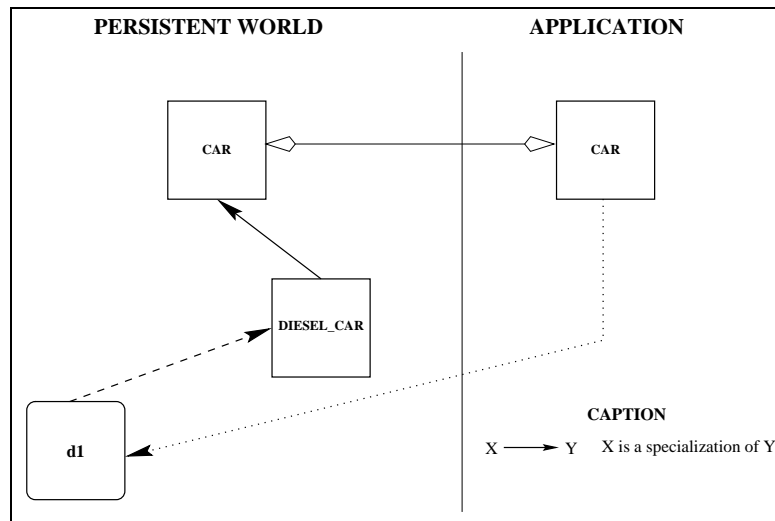 PERSISTENT WORLD
APPLICATION
CAR
CAR
DIESEL_CAR
d1
CAPTION
X Y X is a specialization of Y